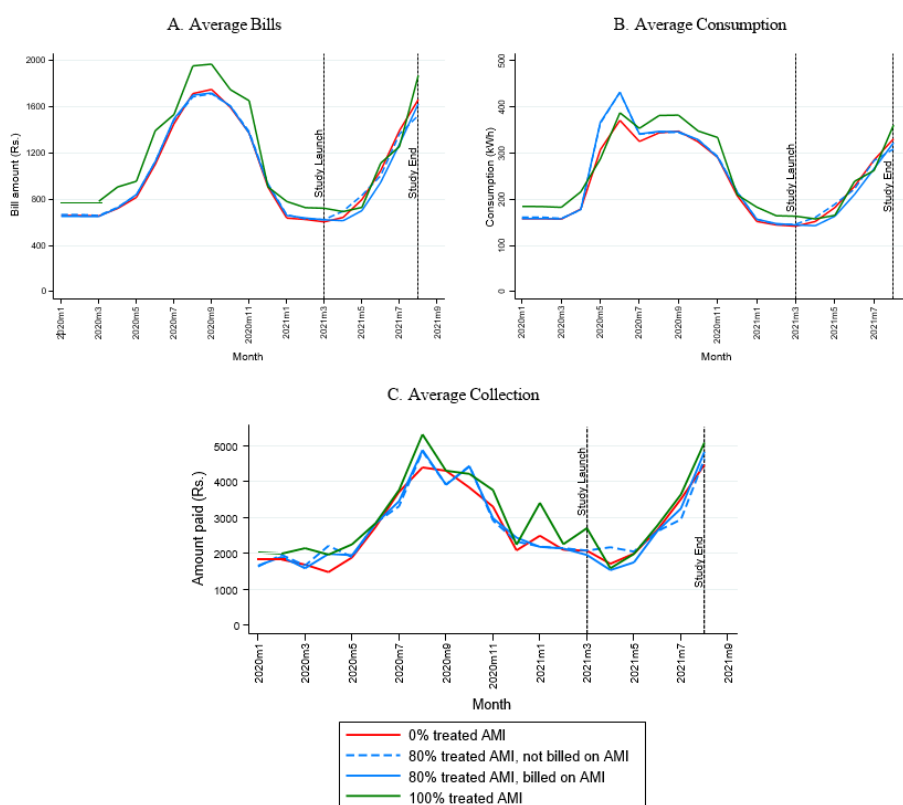 A. Average Bills
B. Average Consumption
2000
1600
1200
800
400
0
Bill amount (Rs.)
Study Launch
Study End
2020m1
2020m3
2020m5
2020m7
2020m9
2020m11
2021m1
2021m3
2021m5
2021m7
2021m9
Month
500
400
300
200
100
0
Consumption (kWh)
Study Launch
Study End
2020m1
2020m3
2020m5
2020m7
2020m9
2020m11
2021m1
2021m3
2021m5
2021m7
Month
C. Average Collection
5000
4000
3000
2000
1000
0
Amount paid (Rs.)
Study Launch
Study End
2020m1
2020m3
2020m5
2020m7
2020m9
2020m11
2021m1
2021m3
2021m5
2021m7
2021m9
Month
0% treated AMI
80% treated AMI, not billed on AMI
80% treated AMI, billed on AMI
100% treated AMI